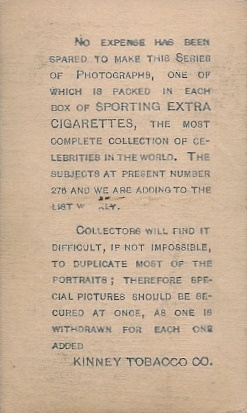 No expense has been
spared to make this Series
of Photographs, one of
which is packed in each
box of SPORTING EXTRA
CIGARETTES, the most
complete collection of ce-
lebrities in the world. The
subjects at present number
276 and we are adding to the
list
Collectors will find it
difficult, if not impossible,
to duplicate most of the
portraits; therefore spe-
cial pictures should be se-
cured at once, as one is
withdrawn for each one
added
KINNEY TOBACCO CO.